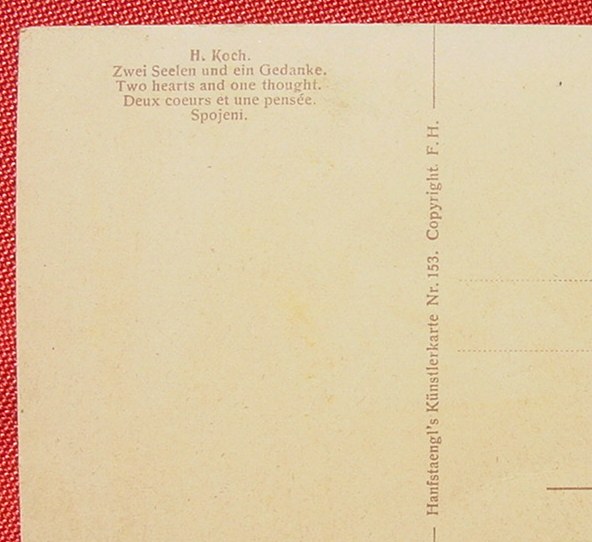 H. Koch.
Zwei Seelen und ein Gedanke.
Two hearts and one thought.
Deux coeurs et une pensée.
Spojeni.
Hanfstaengl's Künstlerkarte Nr. 153. Copyright F. H.